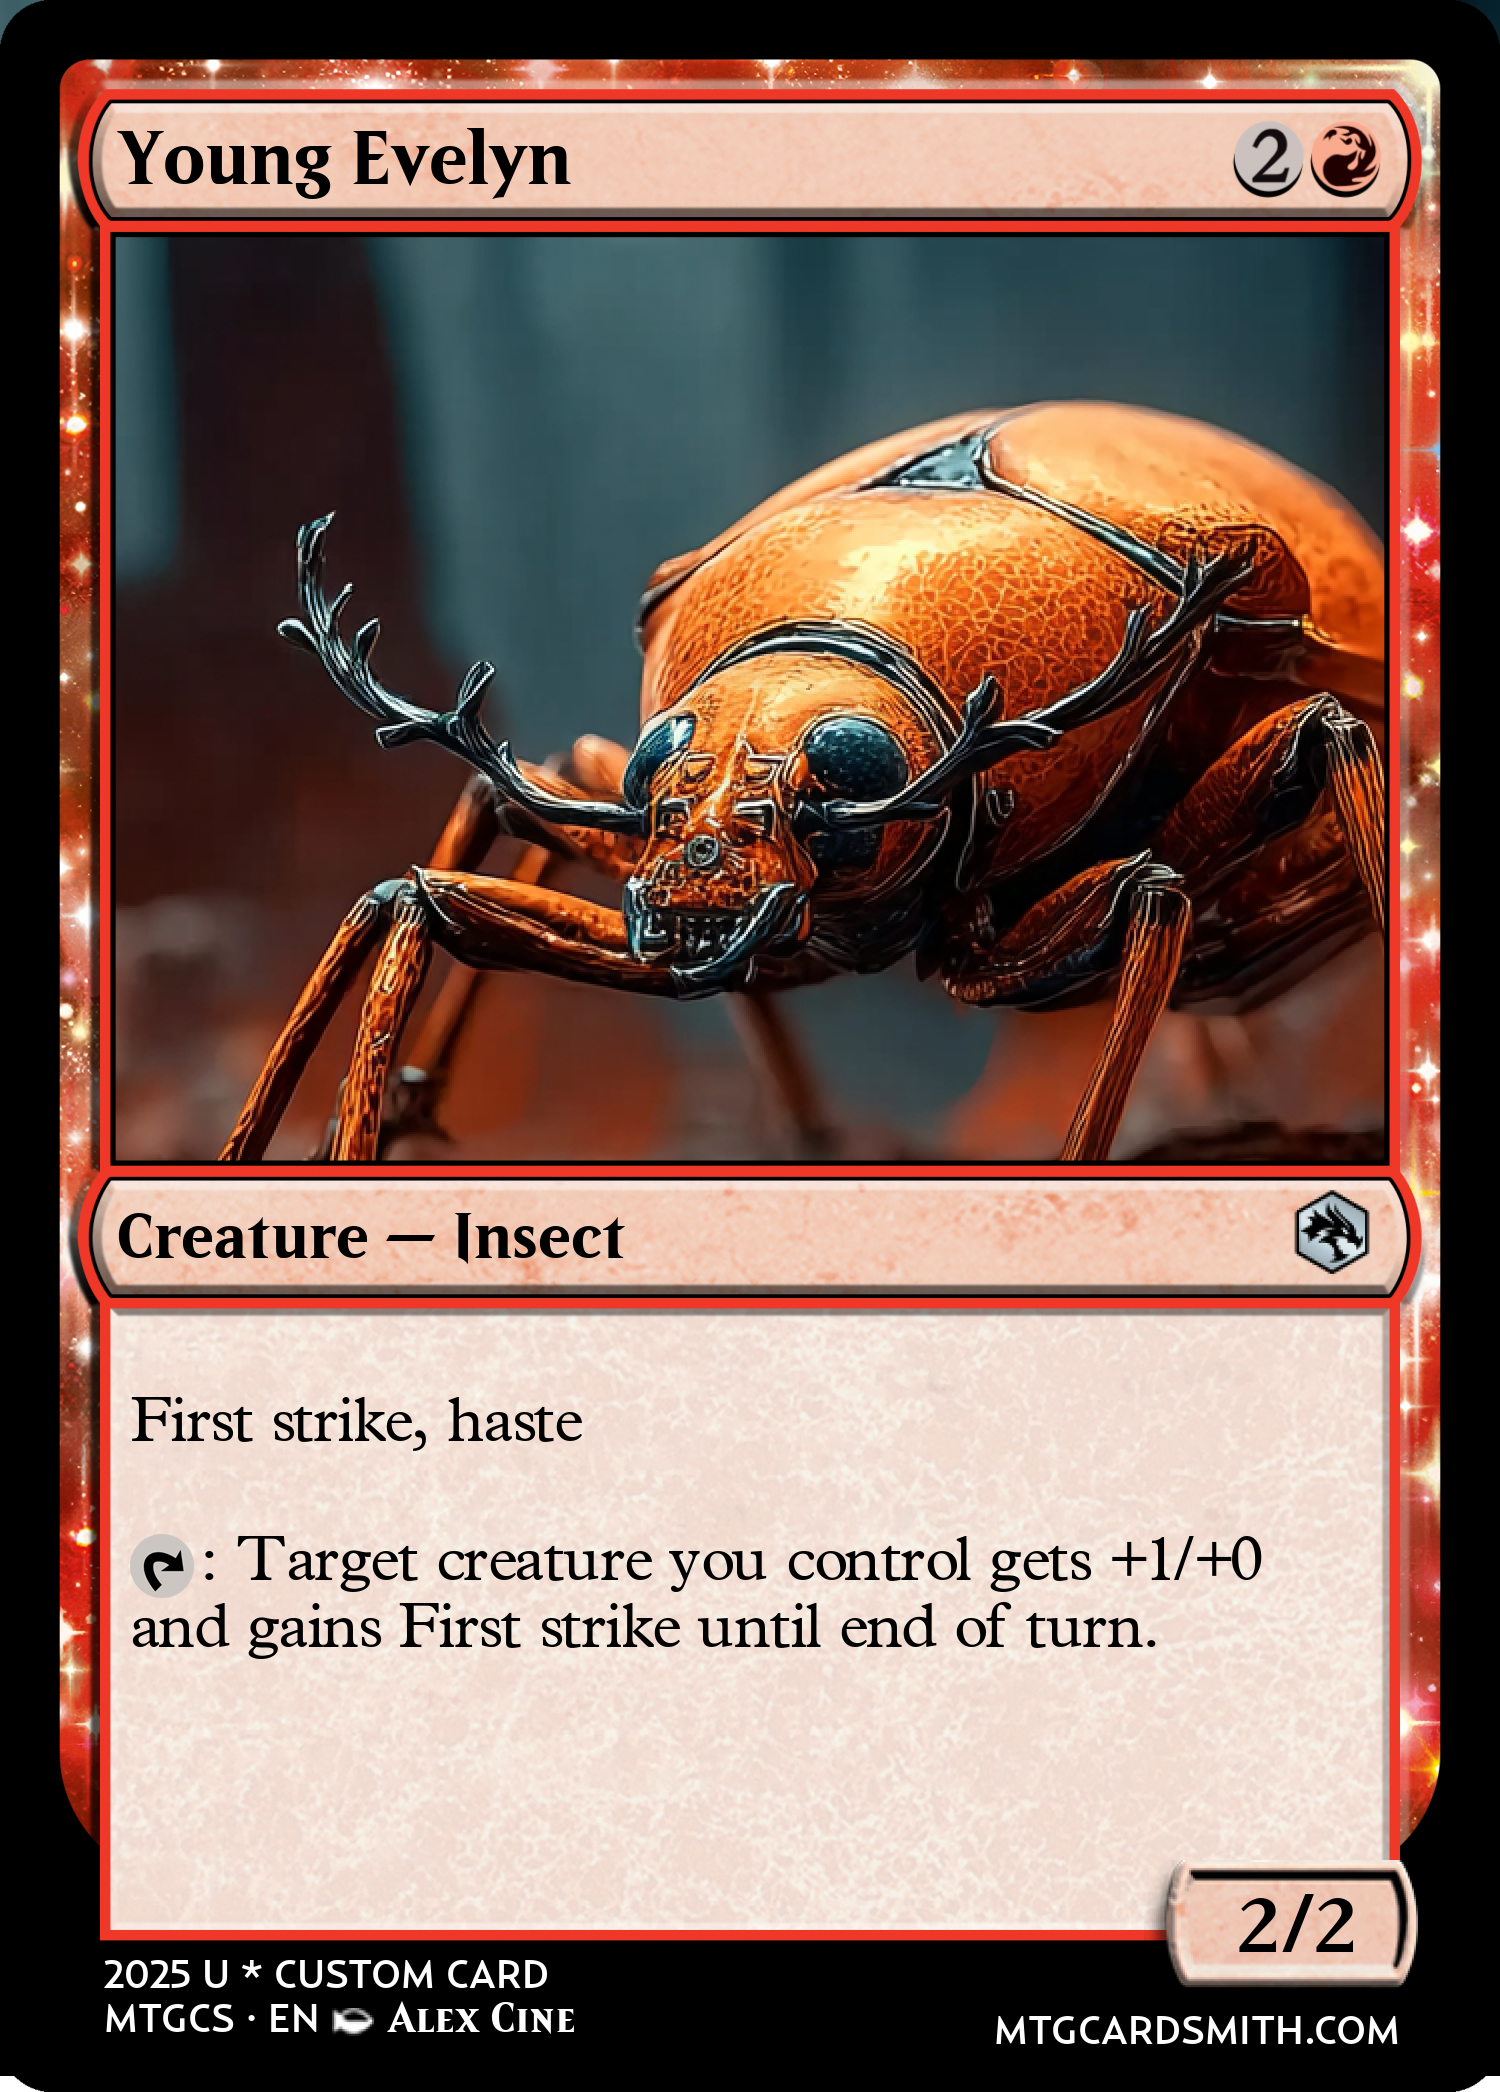 Young Evelyn 2
Creature — Insect
First strike, haste
: Target creature you control gets +1/+0
and gains First strike until end of turn.
2/2
2025 U * CUSTOM CARD
MTGCS · EN ALEX CINE
MTGCARDSMITH.COM